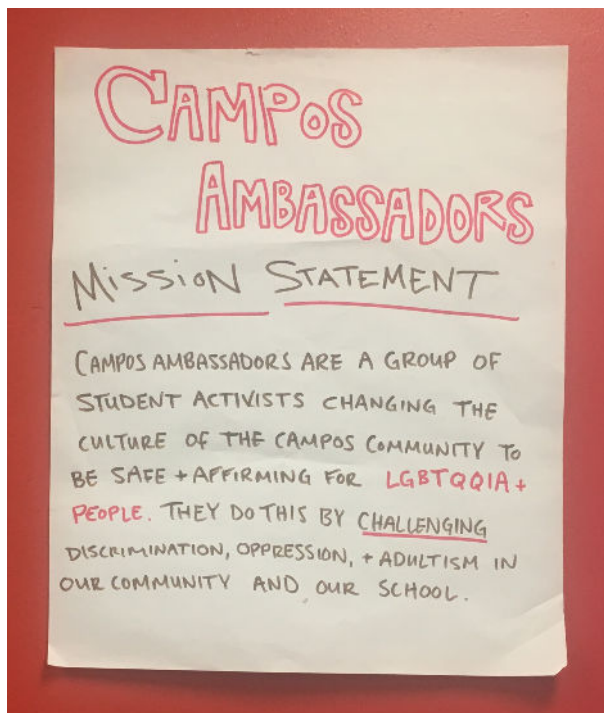 CAMPOS
AMBASSADORS
MISSION STATEMENT
CAMPOS AMBASSADORS ARE A GROUP OF
STUDENT ACTIVISTS CHANGING THE
CULTURE OF THE CAMPOS COMMUNITY TO
BE SAFE + AFFIRMING FOR LGBTQQIA+
PEOPLE. THEY DO THIS BY CHALLENGING
DISCRIMINATION, OPPRESSION, + ADULTISM IN
OUR COMMUNITY AND OUR SCHOOL.